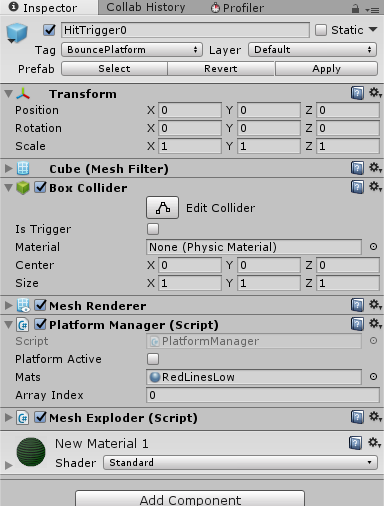 Inspector Collab History Profiler
HitTrigger0 Static
Tag BouncePlatform Layer Default
Prefab Select Revert Apply
Transform
Position X 0 Y 0 Z 0
Rotation X 0 Y 0 Z 0
Scale X 1 Y 1 Z 1
Cube (Mesh Filter)
Box Collider
Edit Collider
Is Trigger
Material None (Physic Material)
Center X 0 Y 0 Z 0
Size X 1 Y 1 Z 1
Mesh Renderer
Platform Manager (Script)
Script PlatformManager
Platform Active
Mats RedLinesLow
Array Index 0
Mesh Exploder (Script)
New Material 1
Shader Standard
Add Component